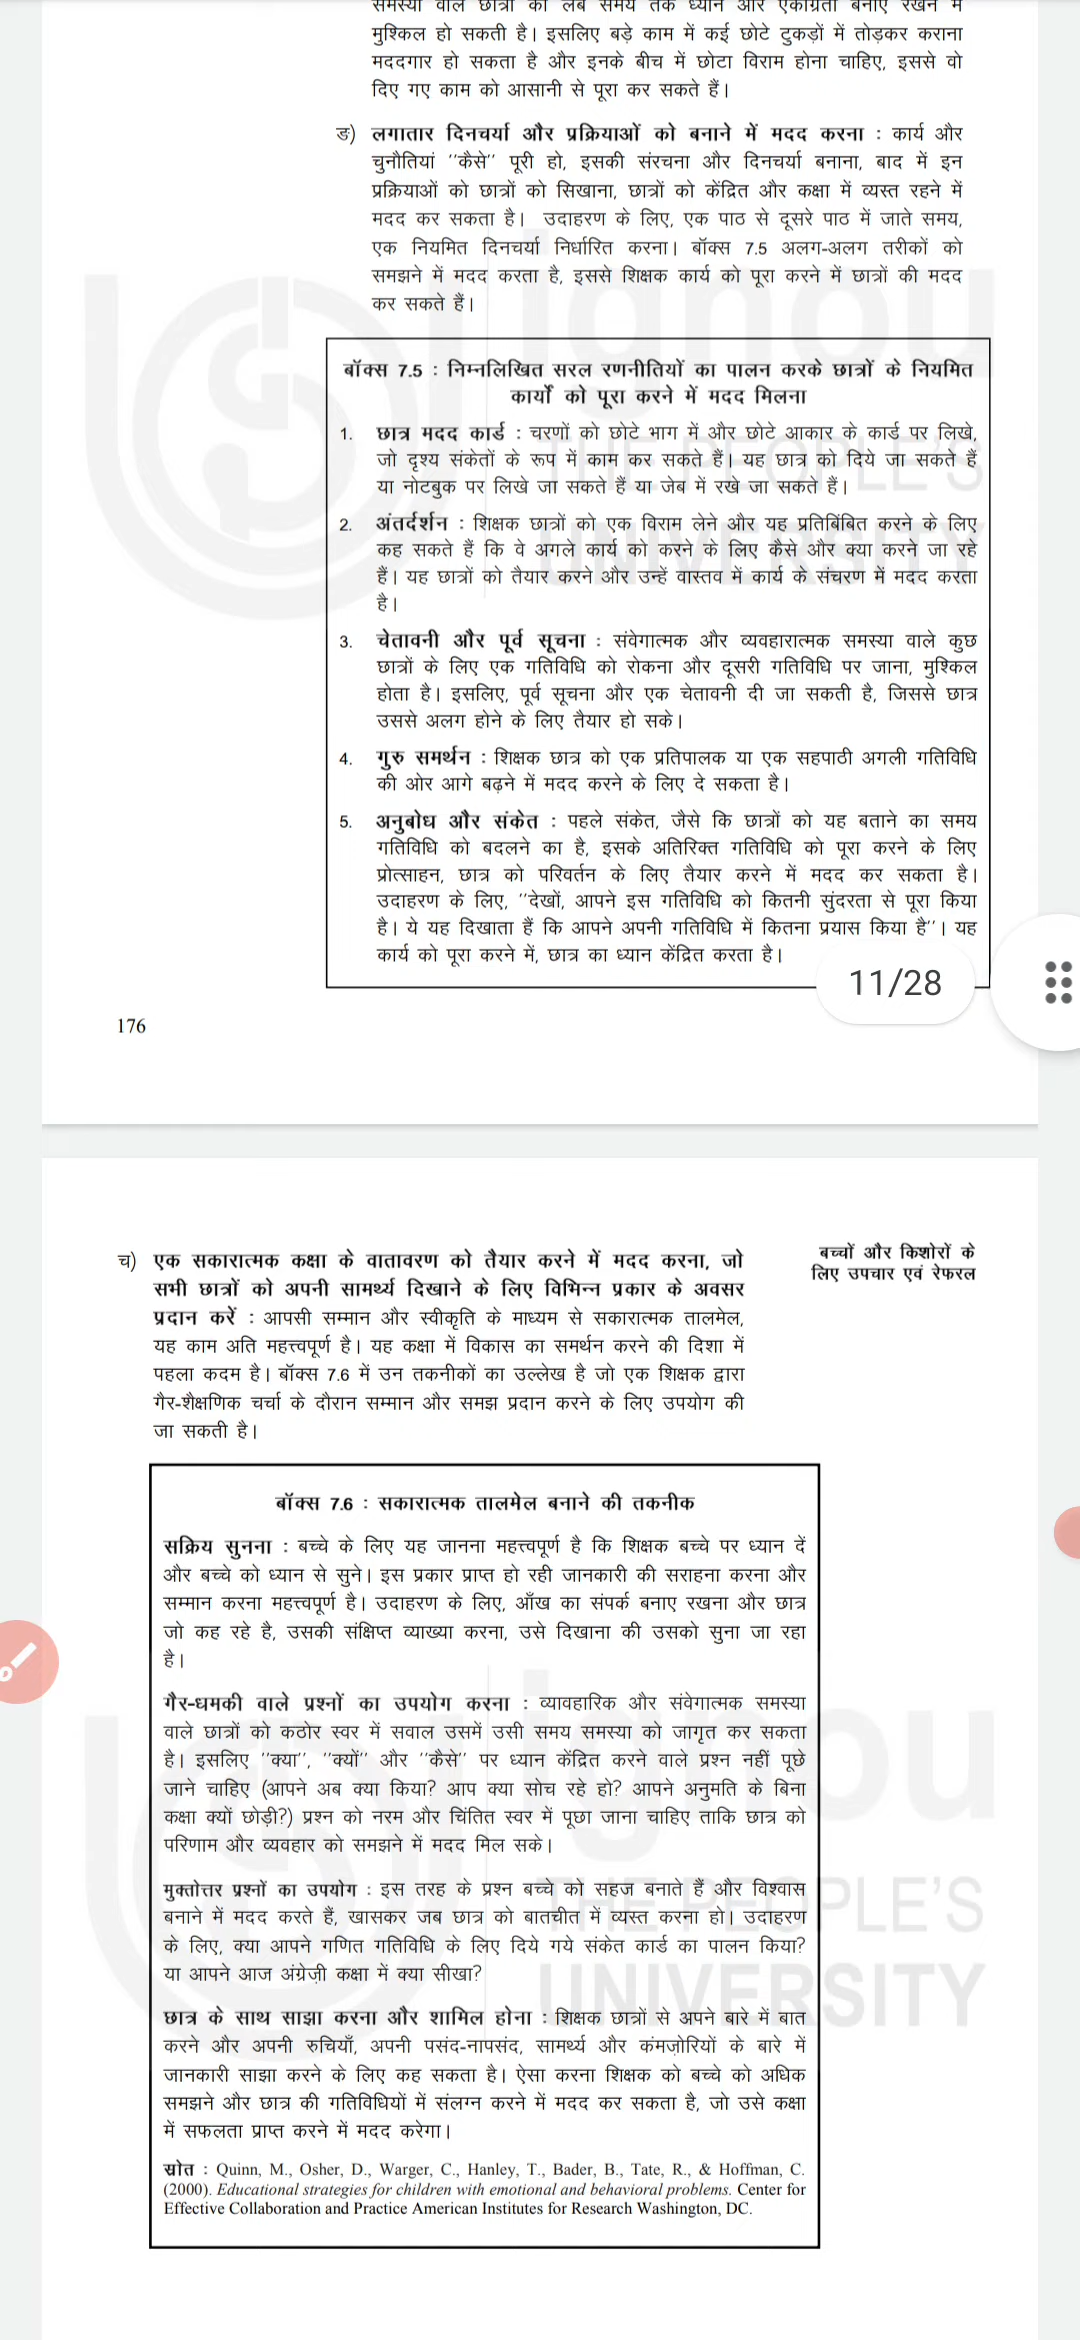 समस्या वाले छात्रों को लंबे समय तक ध्यान और एकाग्रता बनाए रखने में
मुश्किल हो सकती है। इसलिए बड़े काम में कई छोटे टुकड़ों में तोड़कर कराना
मददगार हो सकता है और इनके बीच में छोटा विराम होना चाहिए, इससे वो
दिए गए काम को आसानी से पूरा कर सकते हैं।
ङ) लगातार दिनचर्या और प्रक्रियाओं को बनाने में मदद करना : कार्य और
चुनौतियां ''कैसे'' पूरी हो, इसकी संरचना और दिनचर्या बनाना, बाद में इन
प्रक्रियाओं को छात्रों को सिखाना, छात्रों को केंद्रित और कक्षा में व्यस्त रहने में
मदद कर सकता है। उदाहरण के लिए, एक पाठ से दूसरे पाठ में जाते समय,
एक नियमित दिनचर्या निर्धारित करना। बॉक्स 7.5 अलग-अलग तरीकों को
समझने में मदद करता है, इससे शिक्षक कार्य को पूरा करने में छात्रों की मदद
कर सकते हैं।
बॉक्स 7.5 : निम्नलिखित सरल रणनीतियों का पालन करके छात्रों के नियमित
कार्यों को पूरा करने में मदद मिलना
1. छात्र मदद कार्ड : चरणों को छोटे भाग में और छोटे आकार के कार्ड पर लिखे,
जो दृश्य संकेतों के रूप में काम कर सकते हैं। यह छात्र को दिये जा सकते हैं
या नोटबुक पर लिखे जा सकते हैं या जेब में रखे जा सकते हैं।
2. अंतर्दर्शन : शिक्षक छात्रों को एक विराम लेने और यह प्रतिबिंबित करने के लिए
कह सकते हैं कि वे अगले कार्य को करने के लिए कैसे और क्या करने जा रहे
हैं। यह छात्रों को तैयार करने और उन्हें वास्तव में कार्य के संचरण में मदद करता
है।
3. चेतावनी और पूर्व सूचना : संवेगात्मक और व्यवहारात्मक समस्या वाले कुछ
छात्रों के लिए एक गतिविधि को रोकना और दूसरी गतिविधि पर जाना, मुश्किल
होता है। इसलिए, पूर्व सूचना और एक चेतावनी दी जा सकती है, जिससे छात्र
उससे अलग होने के लिए तैयार हो सके।
4. गुरु समर्थन : शिक्षक छात्र को एक प्रतिपालक या एक सहपाठी अगली गतिविधि
की ओर आगे बढ़ने में मदद करने के लिए दे सकता है।
5. अनुबोध और संकेत : पहले संकेत, जैसे कि छात्रों को यह बताने का समय
गतिविधि को बदलने का है, इसके अतिरिक्त गतिविधि को पूरा करने के लिए
प्रोत्साहन, छात्र को परिवर्तन के लिए तैयार करने में मदद कर सकता है।
उदाहरण के लिए, ''देखों, आपने इस गतिविधि को कितनी सुंदरता से पूरा किया
है। ये यह दिखाता हैं कि आपने अपनी गतिविधि में कितना प्रयास किया है''। यह
कार्य को पूरा करने में, छात्र का ध्यान केंद्रित करता है।
11/28
176
बच्चों और किशोरों के
लिए उपचार एवं रेफरल
च) एक सकारात्मक कक्षा के वातावरण को तैयार करने में मदद करना, जो
सभी छात्रों को अपनी सामर्थ्य दिखाने के लिए विभिन्न प्रकार के अवसर
प्रदान करें : आपसी सम्मान और स्वीकृति के माध्यम से सकारात्मक तालमेल,
यह काम अति महत्त्वपूर्ण है। यह कक्षा में विकास का समर्थन करने की दिशा में
पहला कदम है। बॉक्स 7.6 में उन तकनीकों का उल्लेख है जो एक शिक्षक द्वारा
गैर-शैक्षणिक चर्चा के दौरान सम्मान और समझ प्रदान करने के लिए उपयोग की
जा सकती है।
बॉक्स 7.6 : सकारात्मक तालमेल बनाने की तकनीक
सक्रिय सुनना : बच्चे के लिए यह जानना महत्त्वपूर्ण है कि शिक्षक बच्चे पर ध्यान दें
और बच्चे को ध्यान से सुने। इस प्रकार प्राप्त हो रही जानकारी की सराहना करना और
सम्मान करना महत्त्वपूर्ण है। उदाहरण के लिए, आँख का संपर्क बनाए रखना और छात्र
जो कह रहे है, उसकी संक्षिप्त व्याख्या करना, उसे दिखाना की उसको सुना जा रहा
है।
गैर-धमकी वाले प्रश्नों का उपयोग करना : व्यावहारिक और संवेगात्मक समस्या
वाले छात्रों को कठोर स्वर में सवाल उसमें उसी समय समस्या को जागृत कर सकता
है। इसलिए ''क्या'', ''क्यों'' और ''कैसे'' पर ध्यान केंद्रित करने वाले प्रश्न नहीं पूछे
जाने चाहिए (आपने अब क्या किया? आप क्या सोच रहे हो? आपने अनुमति के बिना
कक्षा क्यों छोड़ी?) प्रश्न को नरम और चिंतित स्वर में पूछा जाना चाहिए ताकि छात्र को
परिणाम और व्यवहार को समझने में मदद मिल सके।
मुक्तोत्तर प्रश्नों का उपयोग : इस तरह के प्रश्न बच्चे को सहज बनाते हैं और विश्वास
बनाने में मदद करते हैं, खासकर जब छात्र को बातचीत में व्यस्त करना हो। उदाहरण
के लिए, क्या आपने गणित गतिविधि के लिए दिये गये संकेत कार्ड का पालन किया?
या आपने आज अंग्रेज़ी कक्षा में क्या सीखा?
छात्र के साथ साझा करना और शामिल होना : शिक्षक छात्रों से अपने बारे में बात
करने और अपनी रुचियाँ, अपनी पसंद-नापसंद, सामर्थ्य और कंमज़ोरियों के बारे में
जानकारी साझा करने के लिए कह सकता है। ऐसा करना शिक्षक को बच्चे को अधिक
समझने और छात्र की गतिविधियों में संलग्न करने में मदद कर सकता है, जो उसे कक्षा
में सफलता प्राप्त करने में मदद करेगा।
स्रोत : Quinn, M., Osher, D., Warger, C., Hanley, T., Bader, B., Tate, R., & Hoffman, C.
(2000). Educational strategies for children with emotional and behavioral problems. Center for
Effective Collaboration and Practice American Institutes for Research Washington, DC.
ignou
THE PEOPLE'S
UNIVERSITY
ignou
THE PEOPLE'S
UNIVERSITY